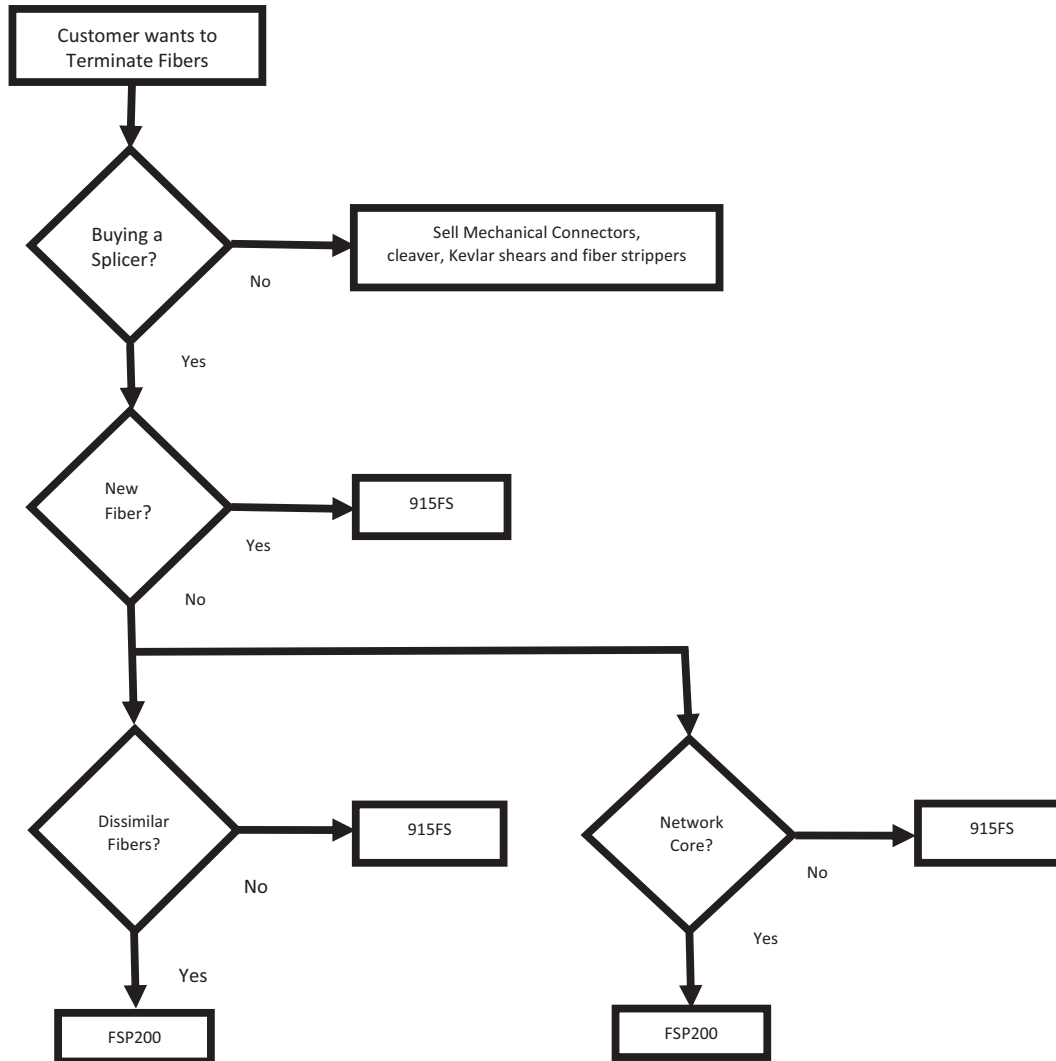 Customer wants to
Terminate Fibers
Buying a
Splicer?
No
Sell Mechanical Connectors,
cleaver, Kevlar shears and fiber strippers
Yes
New
Fiber?
Yes
915FS
No
Dissimilar
Fibers?
No
915FS
Yes
FSP200
Network
Core?
No
915FS
Yes
FSP200